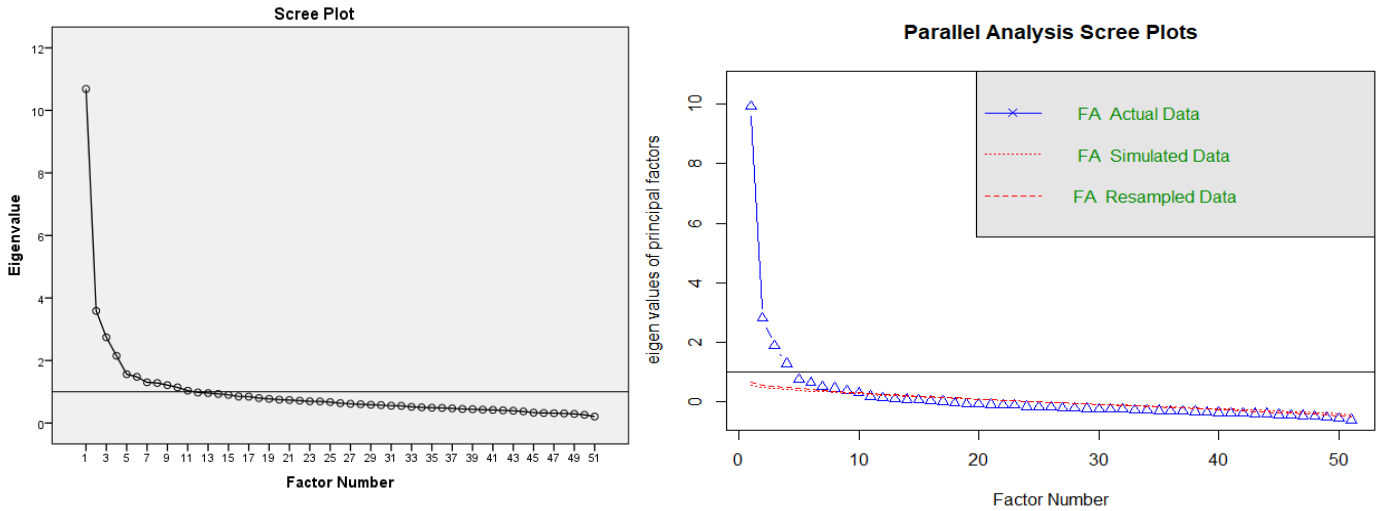 Scree Plot
12
10
8
6
4
2
0
Eigenvalue
1 3 5 7 9 11 13 15 17 19 21 23 25 27 29 31 33 35 37 39 41 43 45 47 49 51
Factor Number
Parallel Analysis Scree Plots
FA Actual Data
FA Simulated Data
FA Resampled Data
10
8
6
4
2
0
eigen values of principal factors
0 10 20 30 40 50
Factor Number